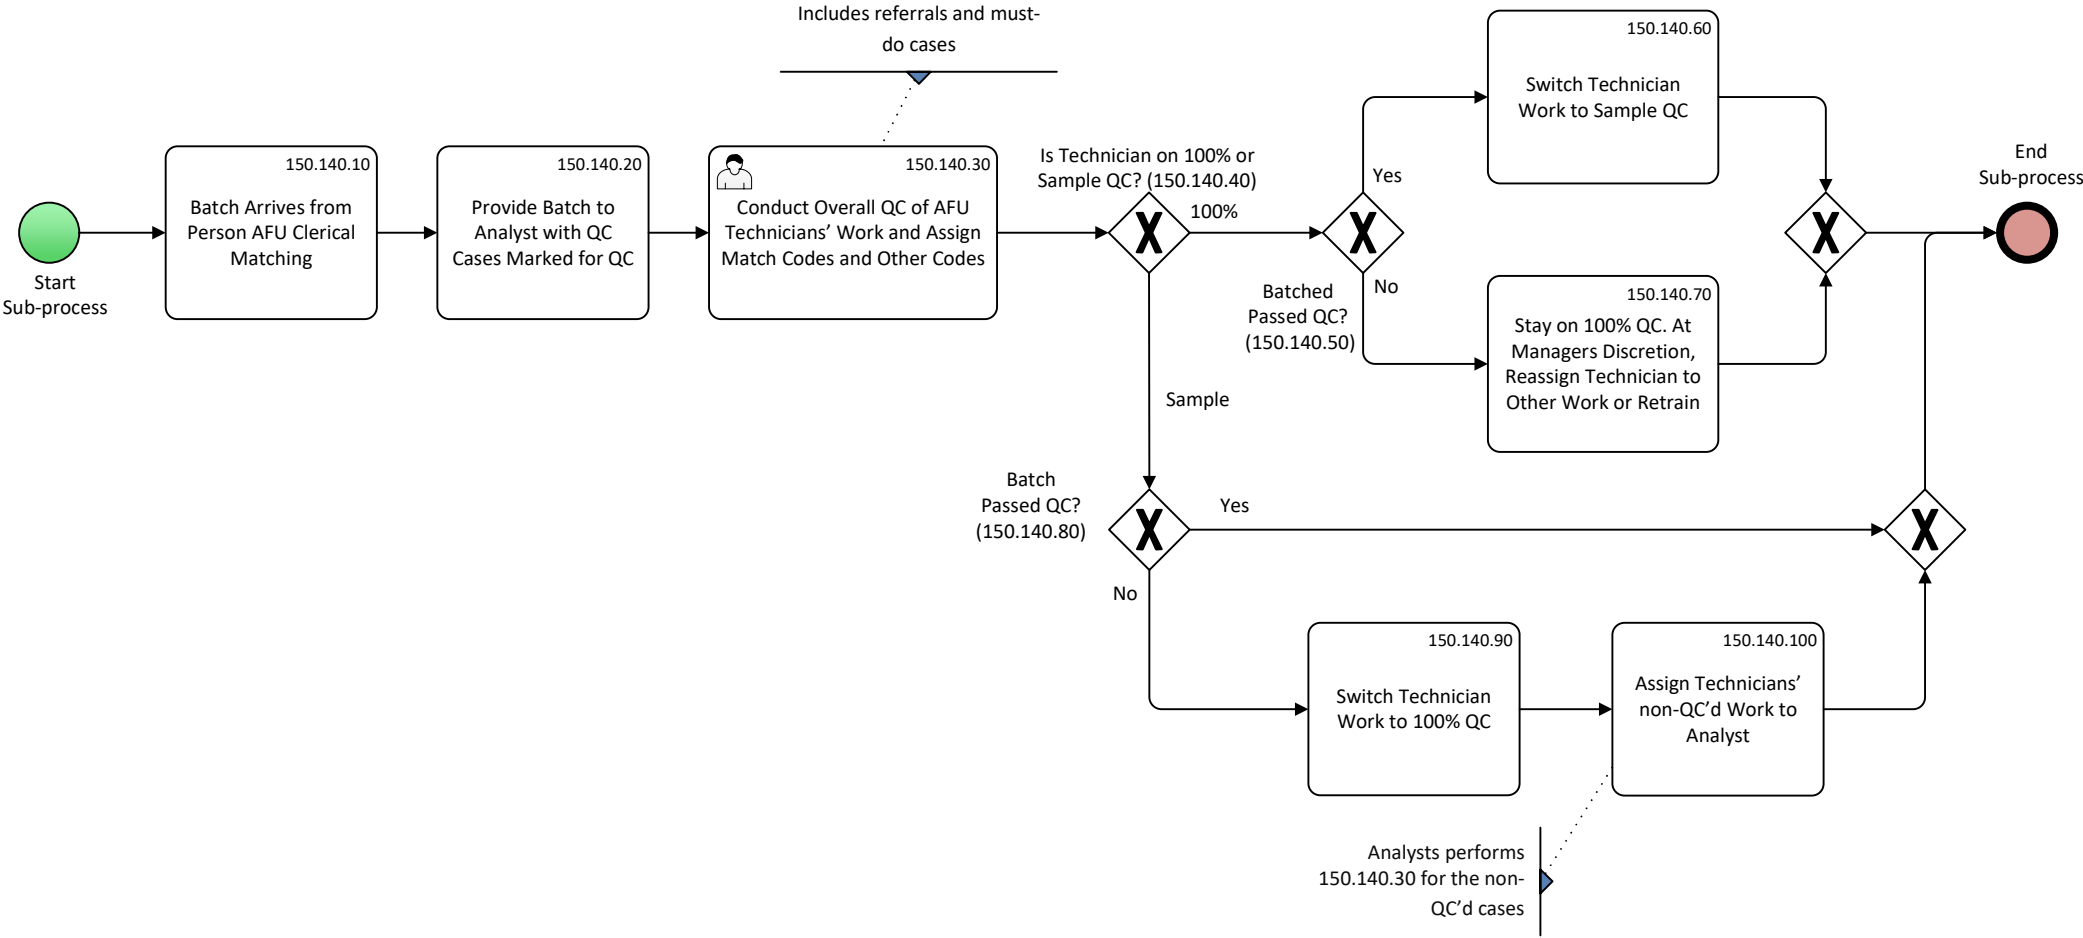 Includes referrals and must-
do cases
Start
Sub-process
150.140.10
Batch Arrives from
Person AFU Clerical
Matching
150.140.20
Provide Batch to
Analyst with QC
Cases Marked for QC
150.140.30
Conduct Overall QC of AFU
Technicians’ Work and Assign
Match Codes and Other Codes
Is Technician on 100% or
Sample QC? (150.140.40)
100%
Sample
Batched
Passed QC?
(150.140.50)
Yes
No
150.140.60
Switch Technician
Work to Sample QC
150.140.70
Stay on 100% QC. At
Managers Discretion,
Reassign Technician to
Other Work or Retrain
End
Sub-process
Batch
Passed QC?
(150.140.80)
Yes
No
150.140.90
Switch Technician
Work to 100% QC
150.140.100
Assign Technicians’
non-QC’d Work to
Analyst
Analysts performs
150.140.30 for the non-
QC’d cases